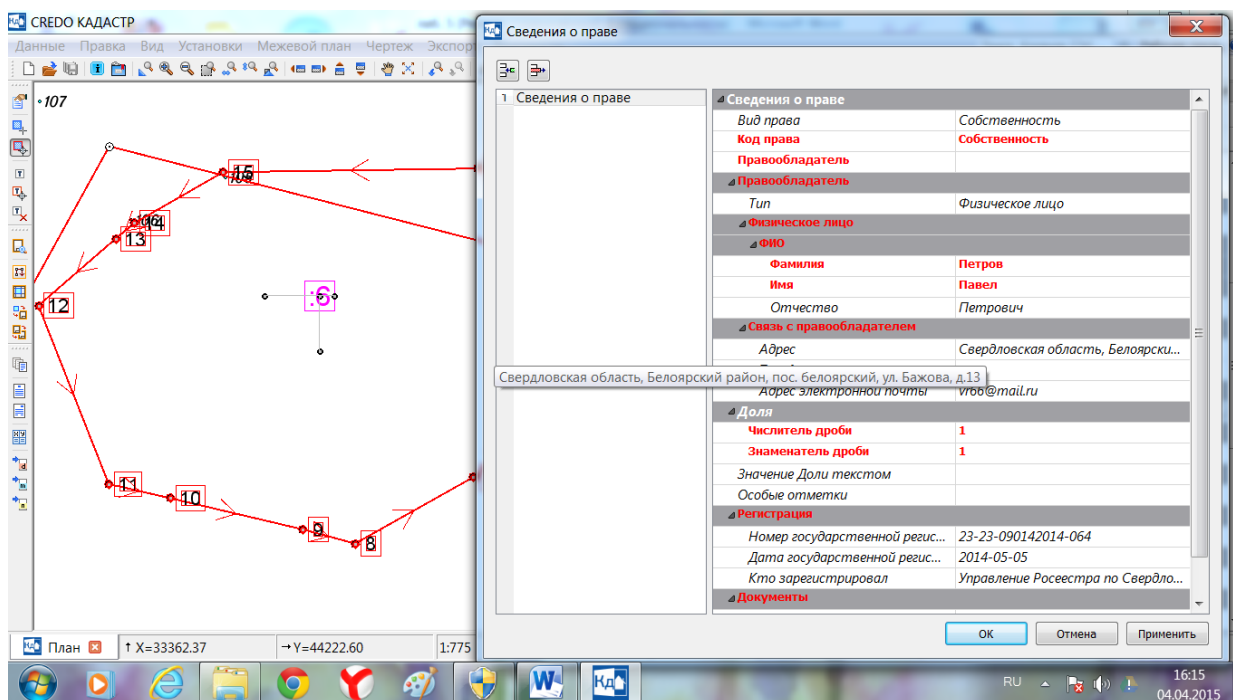 CREDO КАДАСТР
Данные Правка Вид Установки Межевой план Чертеж Экспор
107
15
14
13
12
:6
11
10
9
8
План X=33362.37 Y=44222.60 1:775
Сведения о праве
1 Сведения о праве
Сведения о праве
Вид права Собственность
Код права Собственность
Правообладатель
Правообладатель
Тип Физическое лицо
Физическое лицо
ФИО
Фамилия Петров
Имя Павел
Отчество Петрович
Связь с правообладателем
Адрес Свердловская область, Белоярски...
Свердловская область, Белоярский район, пос. белоярский, ул. Бажова, д.13
Адрес электронной почты vr66@mail.ru
Доля
Числитель дроби 1
Знаменатель дроби 1
Значение Доли текстом
Особые отметки
Регистрация
Номер государственной регис... 23-23-090142014-064
Дата государственной регис... 2014-05-05
Кто зарегистрировал Управление Росеестра по Свердло...
Документы
ОК Отмена Применить
RU 16:15
04.04.2015